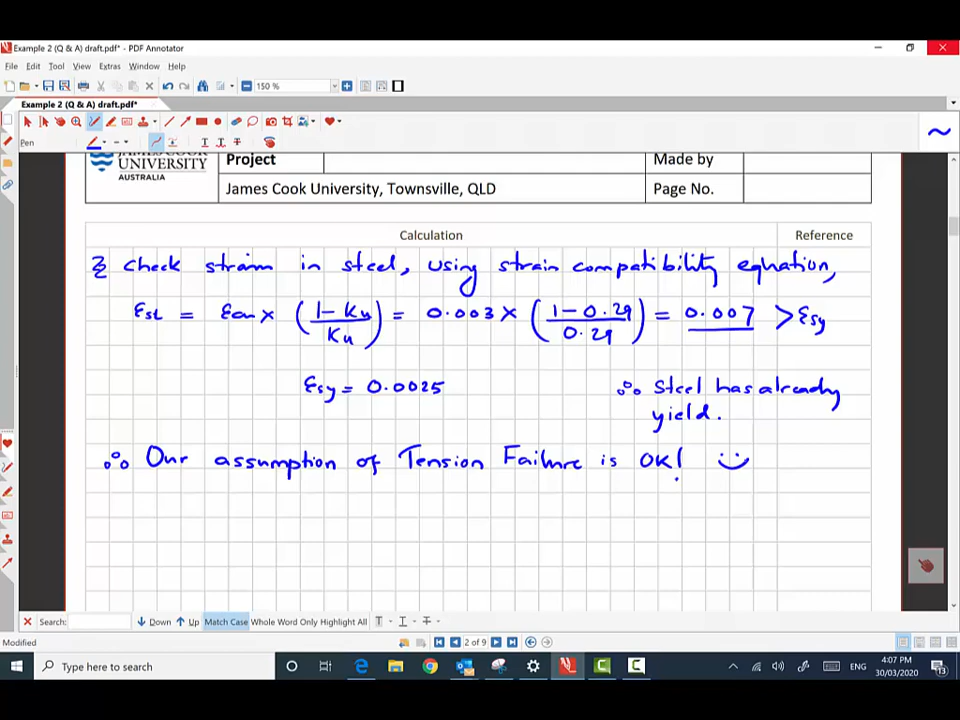 Example 2 (Q & A) draft.pdf* - PDF Annotator
File Edit Tool View Extras Window Help
150 %
Example 2 (Q & A) draft.pdf*
Pen
UNIVERSITY
AUSTRALIA
Project
Made by
James Cook University, Townsville, QLD
Page No.
Calculation
Reference
check strain in steel, using strain compatibility equation,
εst = εcu × (1 - Ku / Ku) = 0.003 × (1 - 0.29 / 0.29) = 0.007 > εsy
εsy = 0.0025
∴ Steel has already
yield.
∴ Our assumption of Tension Failure is OK!
Search: Down Up Match Case Whole Word Only Highlight All
Modified
2 of 9
Type here to search
ENG
4:07 PM
30/03/2020
13